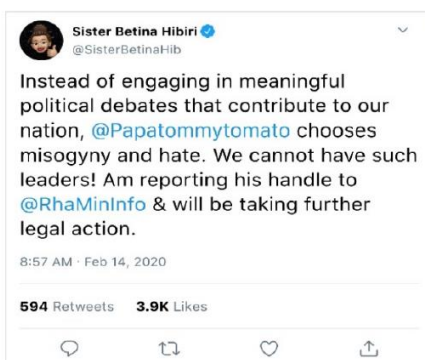 Sister Betina Hibiri
@SisterBetinaHib
Instead of engaging in meaningful
political debates that contribute to our
nation, @Papatommytomato chooses
misogyny and hate. We cannot have such
leaders! Am reporting his handle to
@RhaMinInfo & will be taking further
legal action.
8:57 AM · Feb 14, 2020
594 Retweets 3.9K Likes